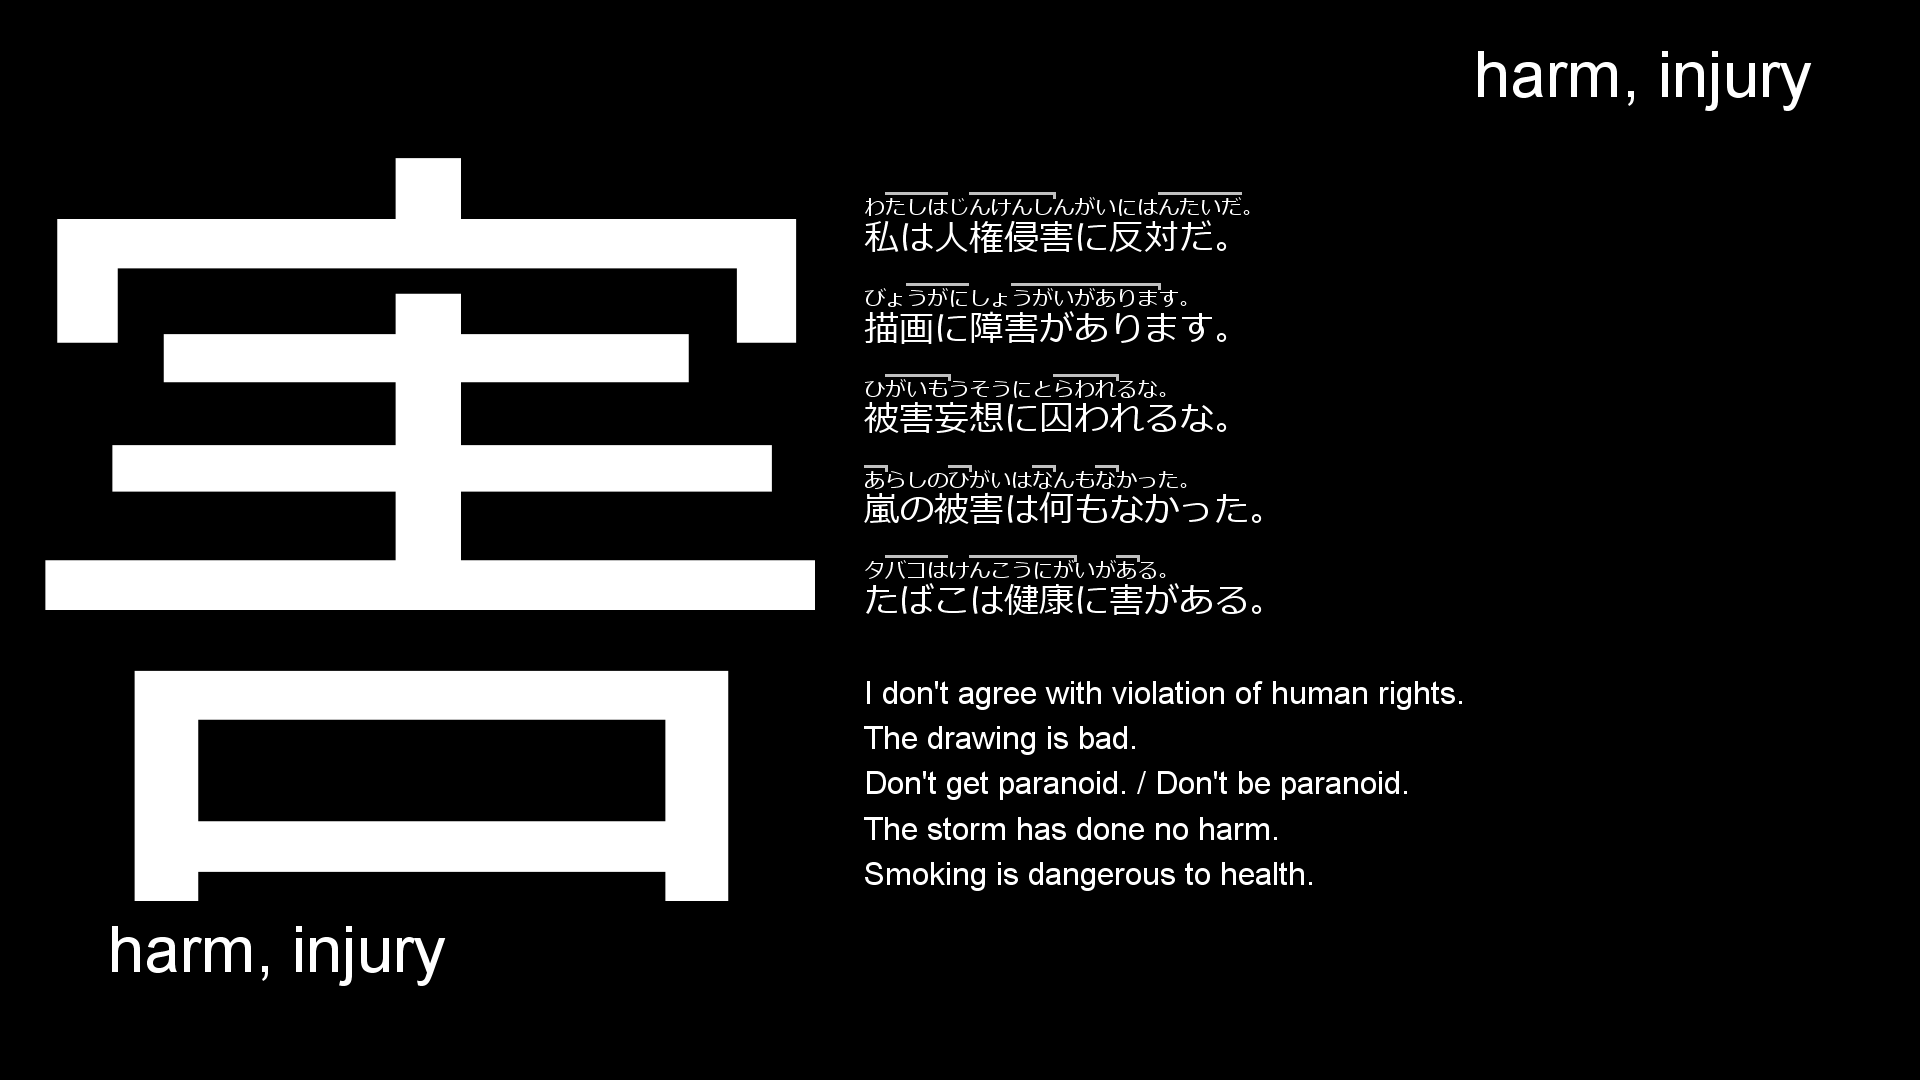 harm, injury
害
harm, injury
わたしはじんけんしんがいにはんたいだ。
私は人権侵害に反対だ。
びょうがにしょうがいがあります。
描画に障害があります。
ひがいもうそうにとらわれるな。
被害妄想に囚われるな。
あらしのひがいはなんもなかった。
嵐の被害は何もなかった。
タバコはけんこうにがいがある。
たばこは健康に害がある。
I don't agree with violation of human rights.
The drawing is bad.
Don't get paranoid. / Don't be paranoid.
The storm has done no harm.
Smoking is dangerous to health.